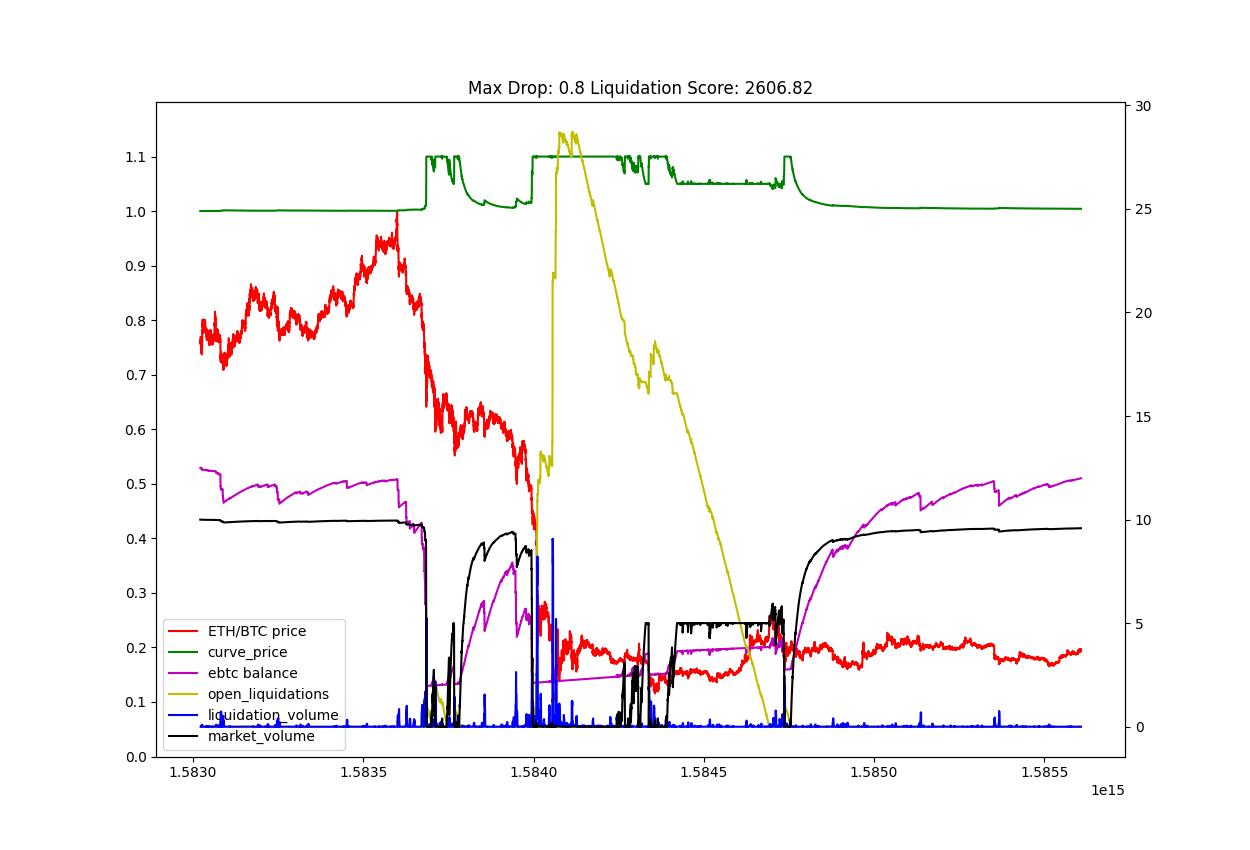 Max Drop: 0.8 Liquidation Score: 2606.82
1.1
1.0
0.9
0.8
0.7
0.6
0.5
0.4
0.3
0.2
0.1
0.0
30
25
20
15
10
5
0
ETH/BTC price
curve_price
ebtc balance
open_liquidations
liquidation_volume
market_volume
1.5830 1.5835 1.5840 1.5845 1.5850 1.5855
1e15